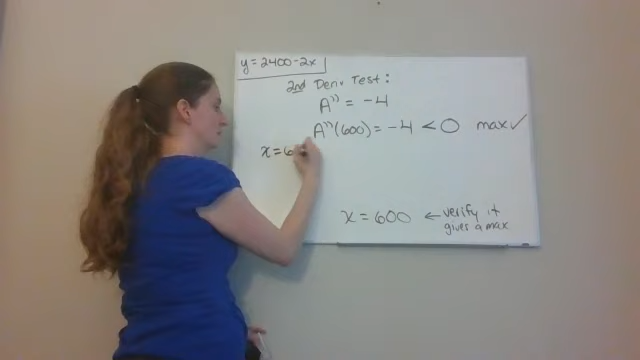 y = 2400 - 2x
2nd Deriv Test:
A'' = -4
A''(600) = -4 < 0 max ✓
x = 6
x = 600 ← verify it
gives a max